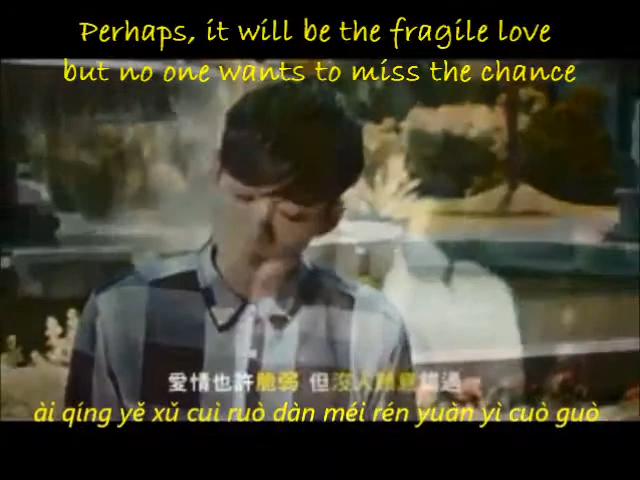 Perhaps, it will be the fragile love
but no one wants to miss the chance
愛情也許脆弱 但沒人願意錯過
ài qíng yě xǔ cuì ruò dàn méi rén yuàn yì cuò guò